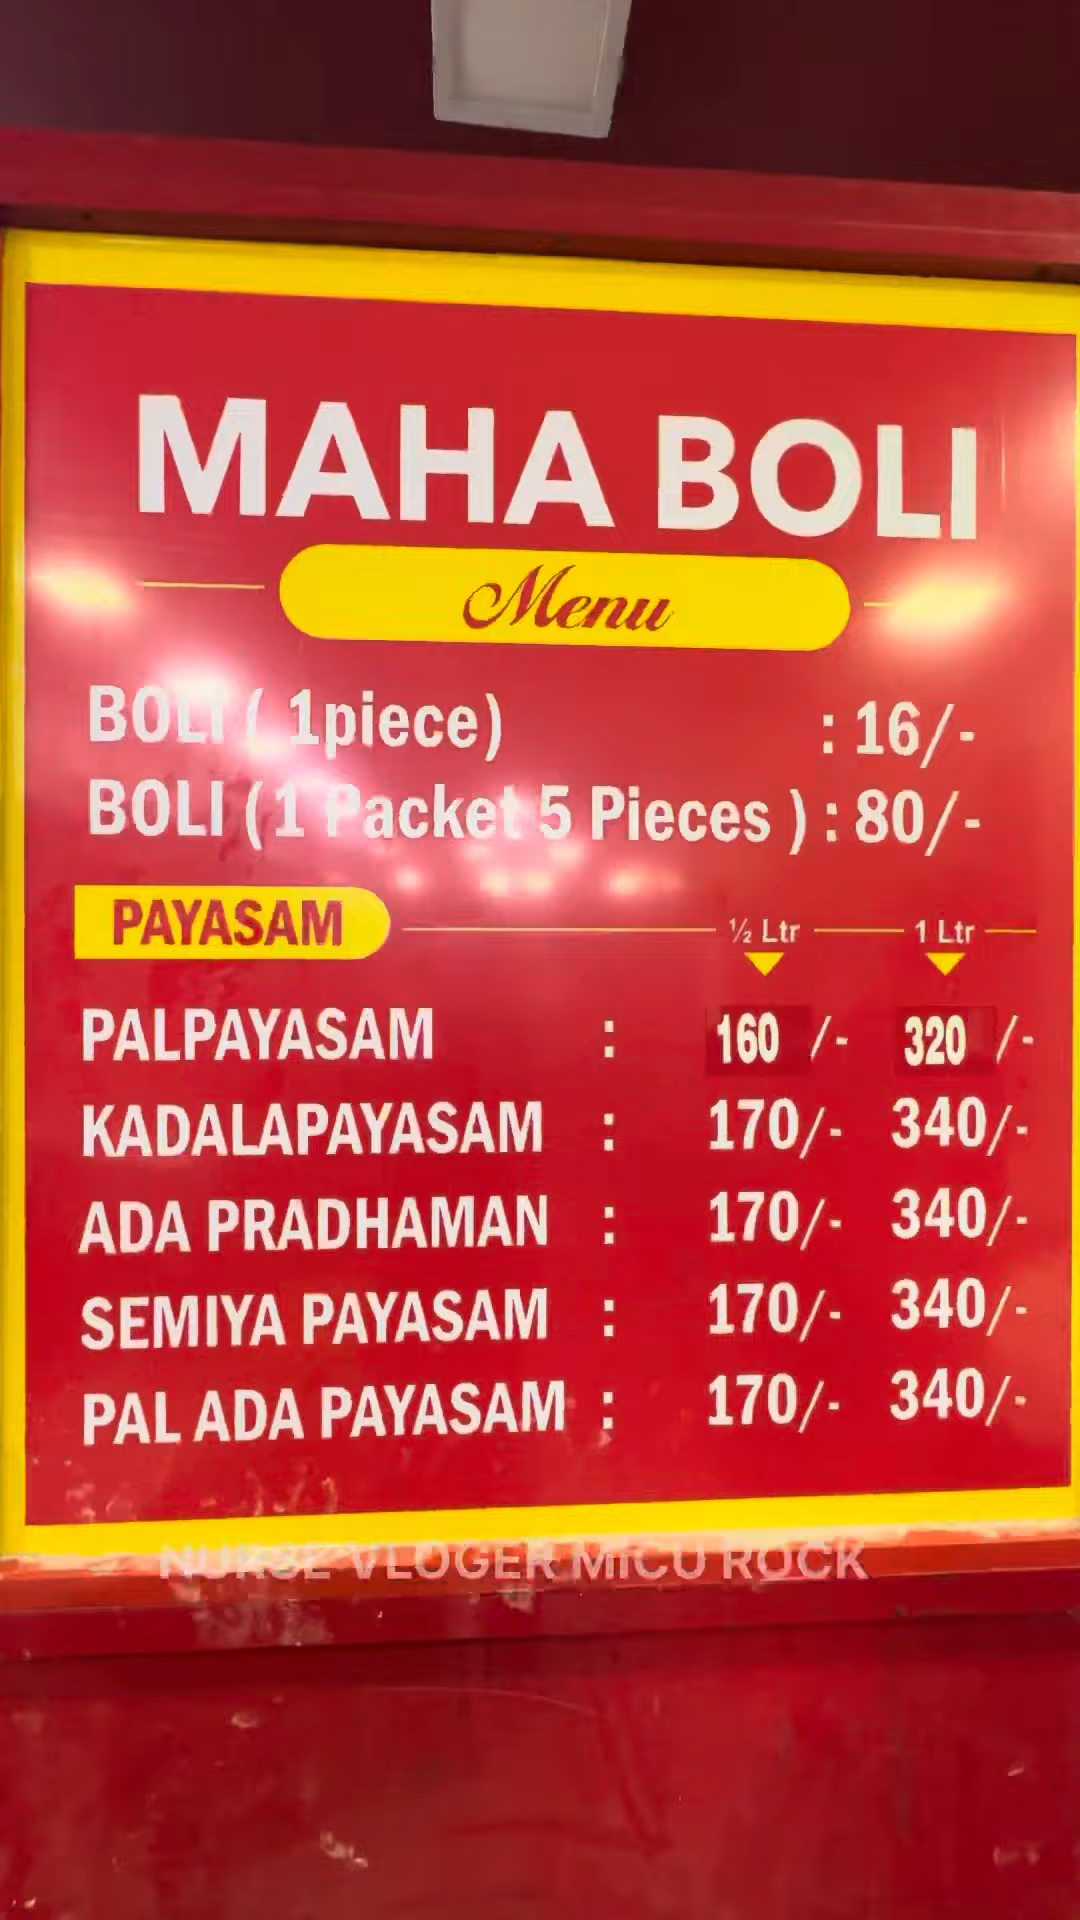 MAHA BOLI
Menu
BOLI ( 1piece) : 16/-
BOLI ( 1 Packet 5 Pieces ) : 80/-
PAYASAM ½ Ltr 1 Ltr
PALPAYASAM : 160 /- 320 /-
KADALAPAYASAM : 170/- 340/-
ADA PRADHAMAN : 170/- 340/-
SEMIYA PAYASAM : 170/- 340/-
PAL ADA PAYASAM : 170/- 340/-
NURSE VLOGER MICU ROCK